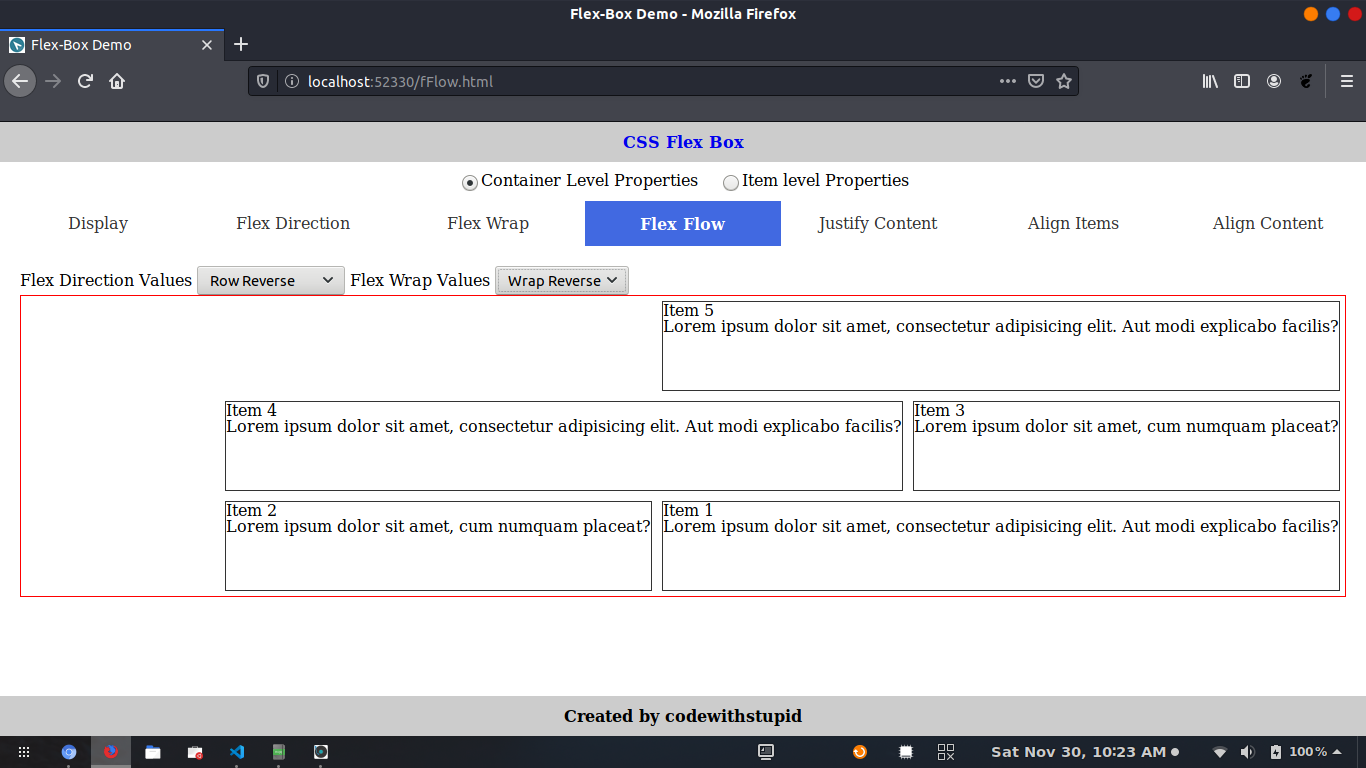 Flex-Box Demo - Mozilla Firefox
Flex-Box Demo
localhost:52330/fFlow.html
CSS Flex Box
Container Level Properties Item level Properties
Display Flex Direction Flex Wrap Flex Flow Justify Content Align Items Align Content
Flex Direction Values Row Reverse Flex Wrap Values Wrap Reverse
Item 5
Lorem ipsum dolor sit amet, consectetur adipisicing elit. Aut modi explicabo facilis?
Item 4
Lorem ipsum dolor sit amet, consectetur adipisicing elit. Aut modi explicabo facilis?
Item 3
Lorem ipsum dolor sit amet, cum numquam placeat?
Item 2
Lorem ipsum dolor sit amet, cum numquam placeat?
Item 1
Lorem ipsum dolor sit amet, consectetur adipisicing elit. Aut modi explicabo facilis?
Created by codewithstupid
Sat Nov 30, 10:23 AM 100%